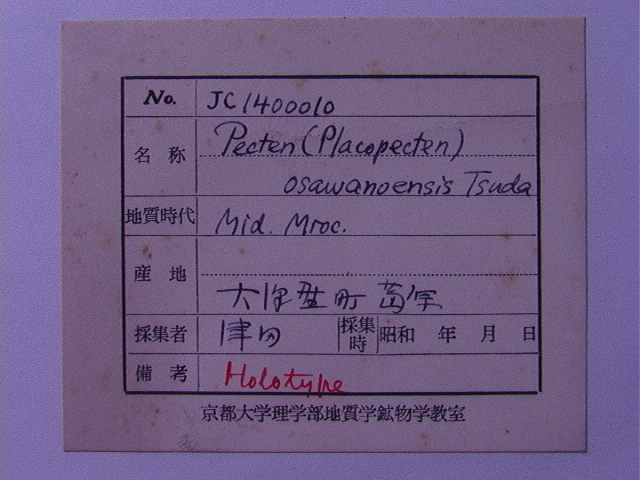 No. JC1400010
名称 Pecten (Placopecten)
osawanoensis Tsuda
地質時代 Mid. Mioc.
産地
大沢野町
採集者 津田 採集時 昭和 年 月 日
備考 Holotype
京都大学理学部地質学鉱物学教室